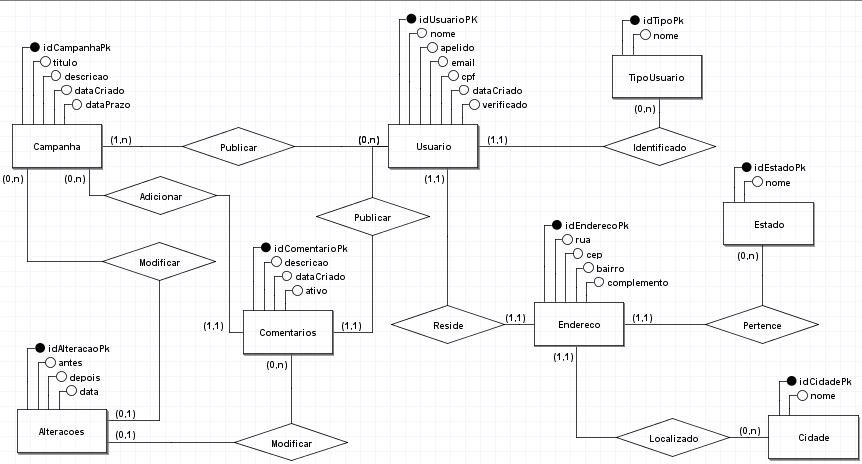 idUsuarioPK
nome
apelido
email
cpf
dataCriado
verificado
idTipoPk
nome
idCampanhaPk
titulo
descricao
dataCriado
dataPrazo
TipoUsuario
(0,n)
Campanha
(1,n)
Publicar
(0,n)
Usuario
(1,1)
Identificado
(0,n)
(0,n)
Adicionar
(1,1)
idEstadoPk
nome
Publicar
Estado
idComentarioPk
descricao
dataCriado
ativo
idEnderecoPk
rua
cep
bairro
complemento
(0,n)
Modificar
(1,1)
Comentarios
(1,1)
Reside
(1,1)
Endereco
(1,1)
Pertence
idAlteracaoPk
antes
depois
data
(0,n)
(1,1)
idCidadePk
nome
Alteracoes
(0,1)
(0,1)
Modificar
Localizado
(0,n)
Cidade